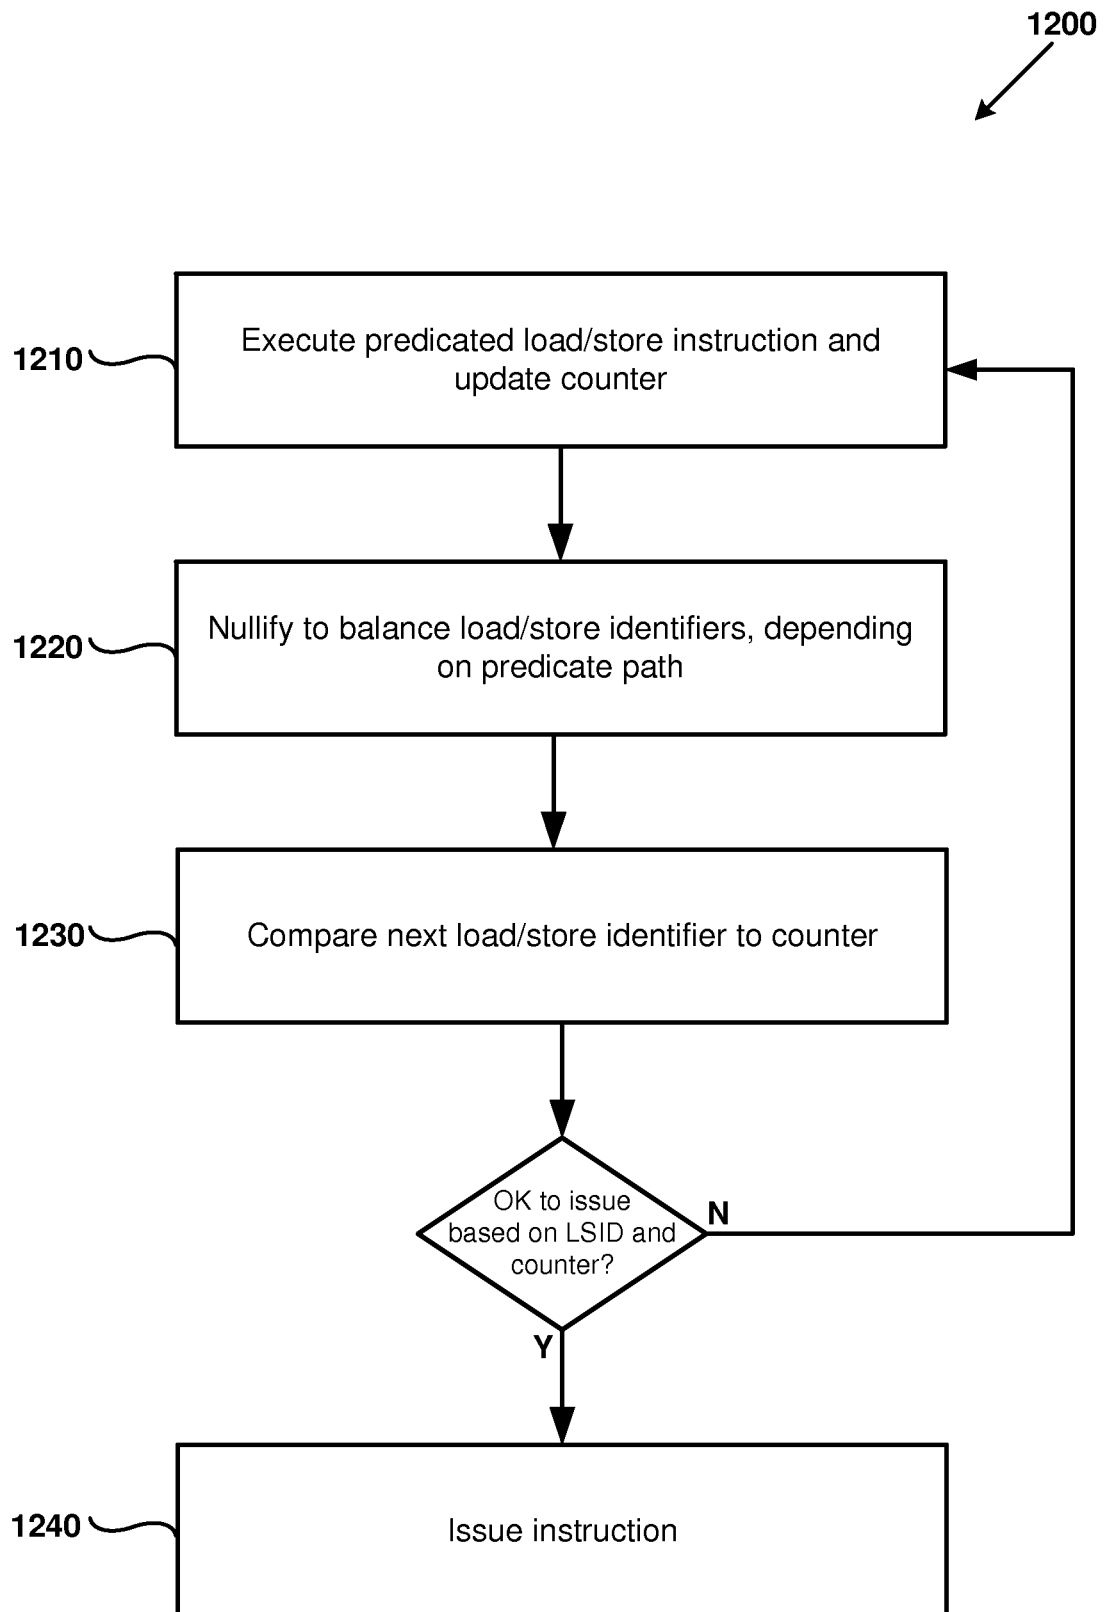 1200
1210
Execute predicated load/store instruction and
update counter
1220
Nullify to balance load/store identifiers, depending
on predicate path
1230
Compare next load/store identifier to counter
OK to issue
based on LSID and
counter?
N
Y
1240
Issue instruction